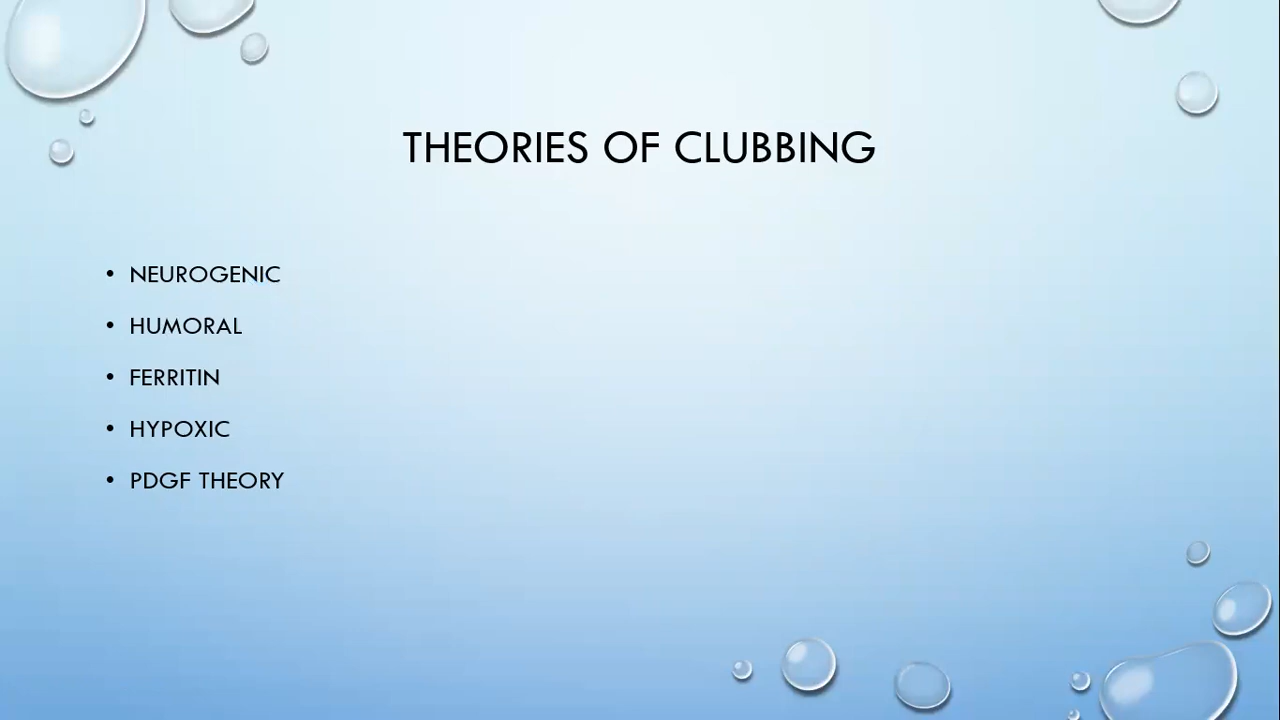 THEORIES OF CLUBBING
• NEUROGENIC
• HUMORAL
• FERRITIN
• HYPOXIC
• PDGF THEORY